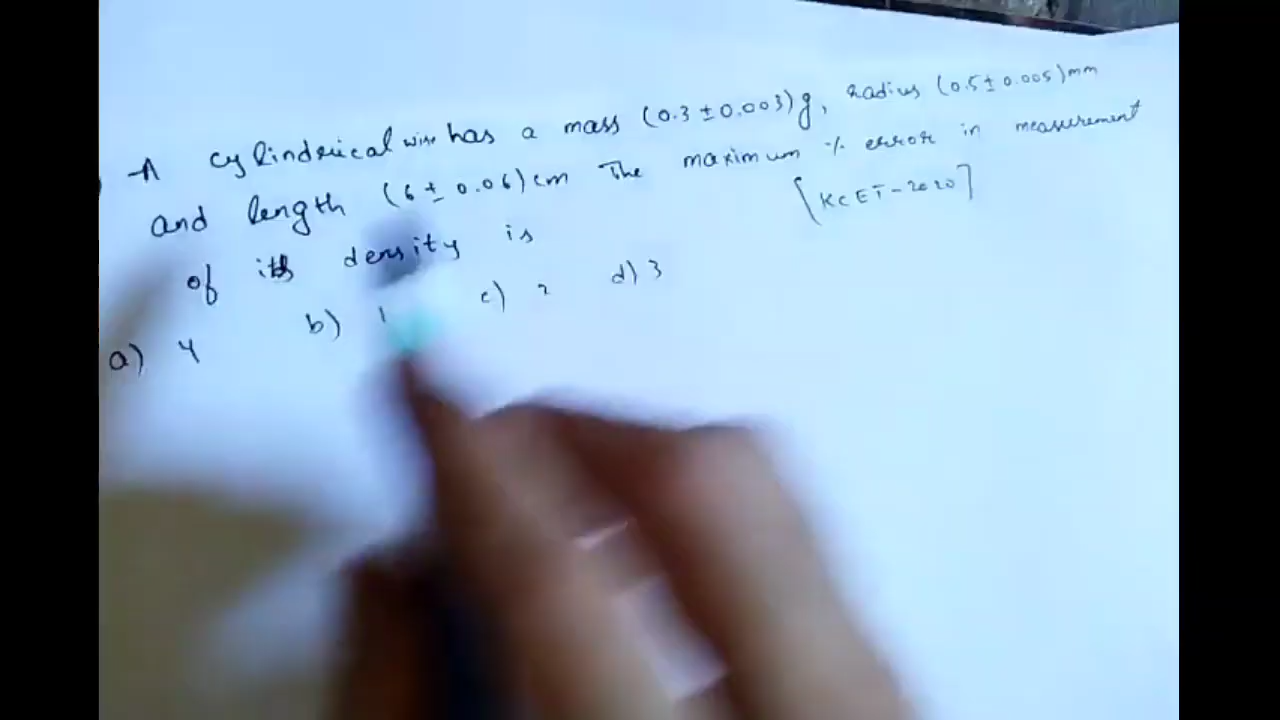 A cylinderical wire has a mass (0.3 ± 0.003)g, radius (0.5 ± 0.005)mm
and length (6 ± 0.06)cm The maximum % error in measurement
of its density is [KCET-2020]
a) 4 b) 1 c) 2 d) 3